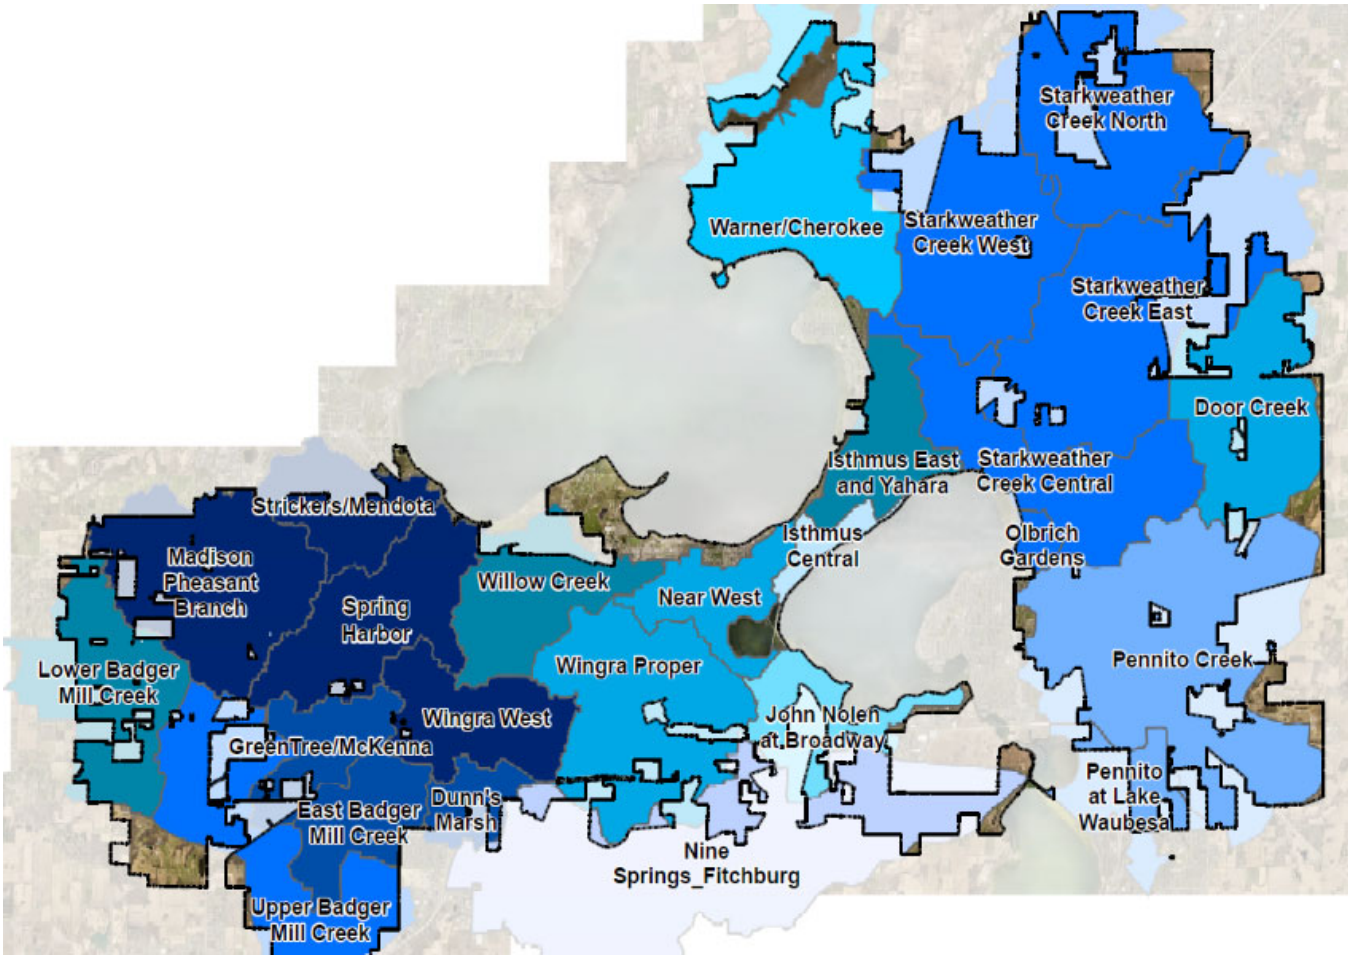 Starkweather
Creek North
Warner/Cherokee
Starkweather
Creek West
Starkweather
Creek East
Door Creek
Isthmus East
and Yahara
Starkweather
Creek Central
Strickers/Mendota
Isthmus
Central
Olbrich
Gardens
Madison
Pheasant
Branch
Willow Creek
Near West
Spring
Harbor
Wingra Proper
Pennito Creek
Lower Badger
Mill Creek
Wingra West
John Nolen
at Broadway
GreenTree/McKenna
Pennito
at Lake
Waubesa
East Badger
Mill Creek
Dunn's
Marsh
Nine
Springs_Fitchburg
Upper Badger
Mill Creek